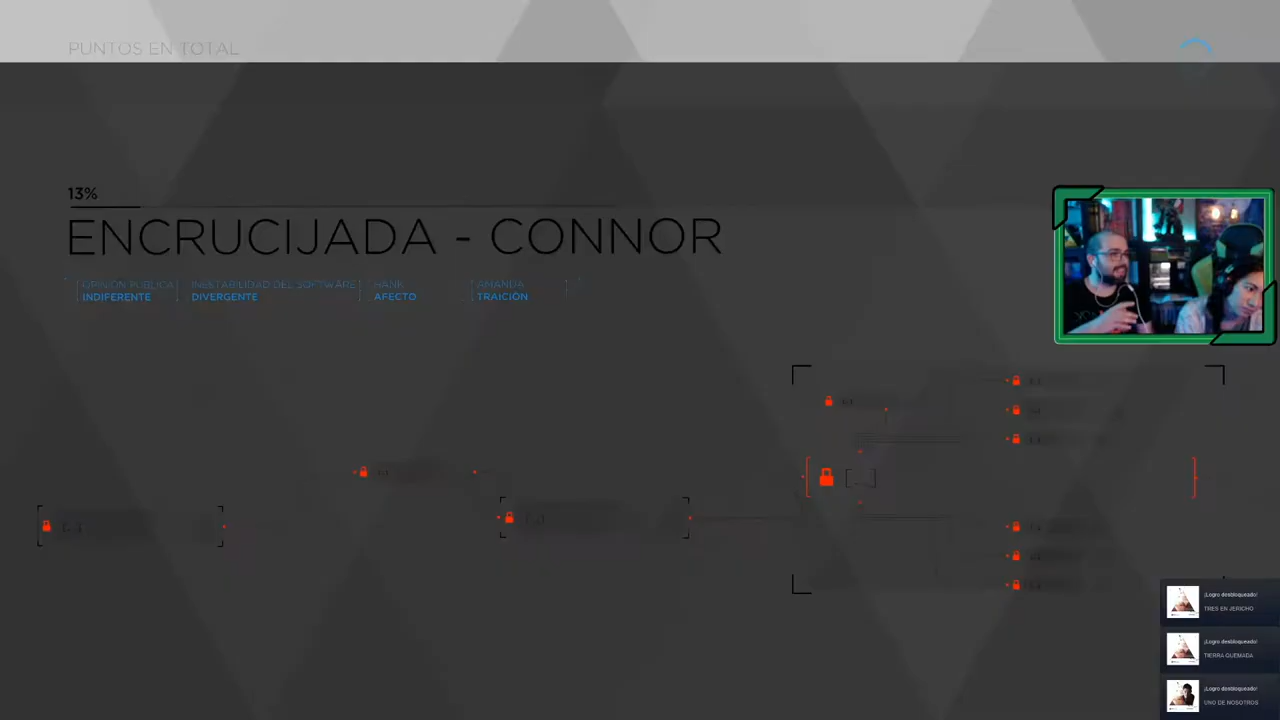 PUNTOS EN TOTAL
13%
ENCRUCIJADA - CONNOR
OPINIÓN PÚBLICA
INDIFERENTE
INESTABILIDAD DEL SOFTWARE
DIVERGENTE
HANK
AFECTO
AMANDA
TRAICIÓN
¡Logro desbloqueado!
TRES EN JERICHO
¡Logro desbloqueado!
TIERRA QUEMADA
¡Logro desbloqueado!
UNO DE NOSOTROS